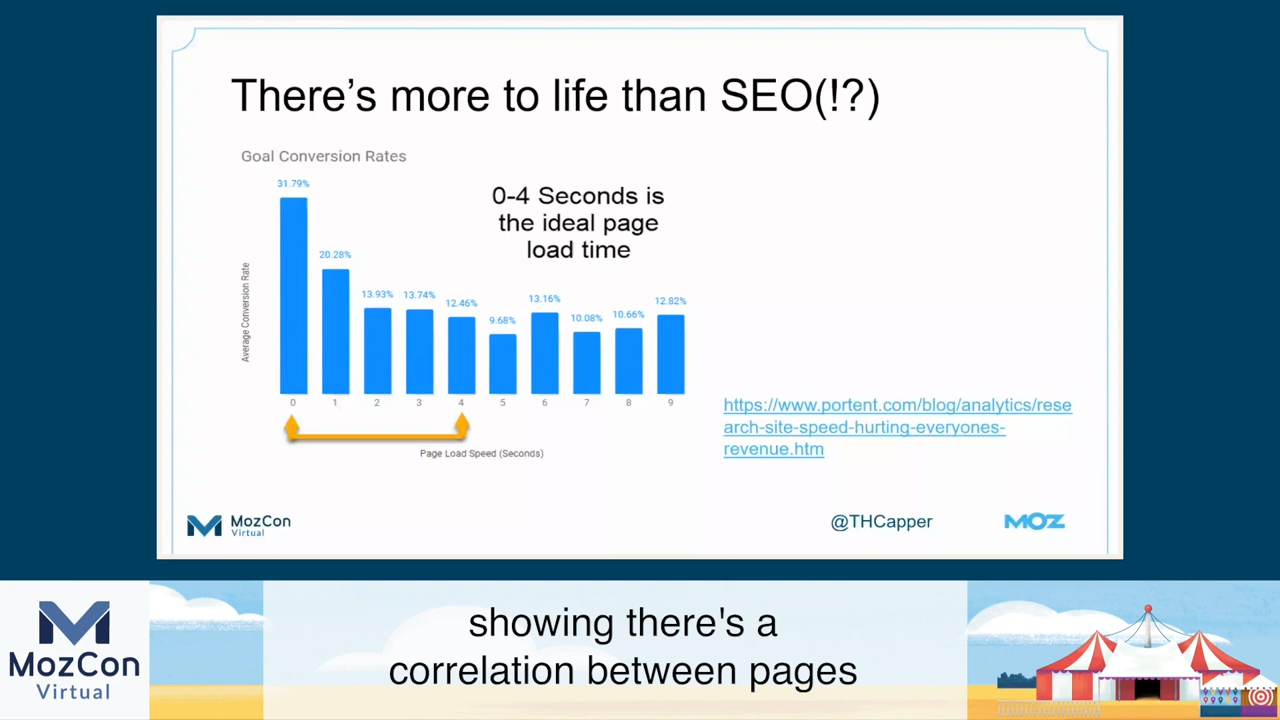 There's more to life than SEO(!?)
Goal Conversion Rates
0-4 Seconds is
the ideal page
load time
31.79%
20.28%
13.93%
13.74%
12.46%
9.68%
13.16%
10.08%
10.66%
12.82%
Average Conversion Rate
0 1 2 3 4 5 6 7 8 9
Page Load Speed (Seconds)
https://www.portent.com/blog/analytics/rese
arch-site-speed-hurting-everyones-
revenue.htm
MozCon
Virtual
@THCapper
MOZ
MozCon
Virtual
showing there's a
correlation between pages